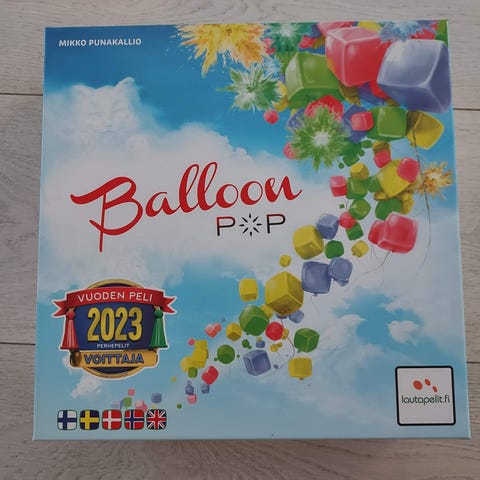 MIKKO PUNAKALLIO
Balloon
POP
VUODEN PELI
2023
PERHEPELIT
VOITTAJA
lautapelit.fi